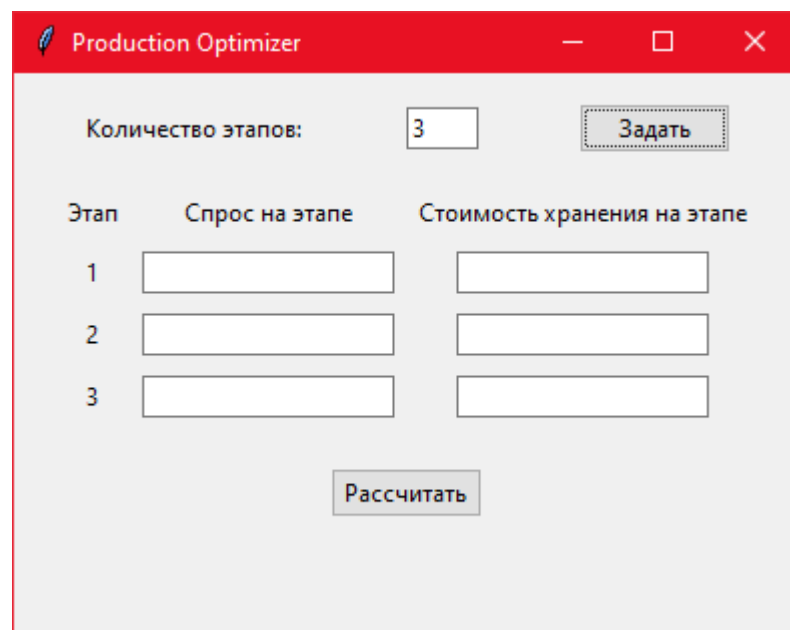 Production Optimizer
Количество этапов: 3 Задать
Этап Спрос на этапе Стоимость хранения на этапе
1
2
3
Рассчитать